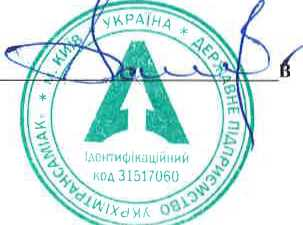 В
* УКРАЇНА * ДЕРЖАВНЕ ПІДПРИЄМСТВО "УКРХІМТРАНСАМІАК" * М. КИЇВ
Ідентифікаційний
код 31517060